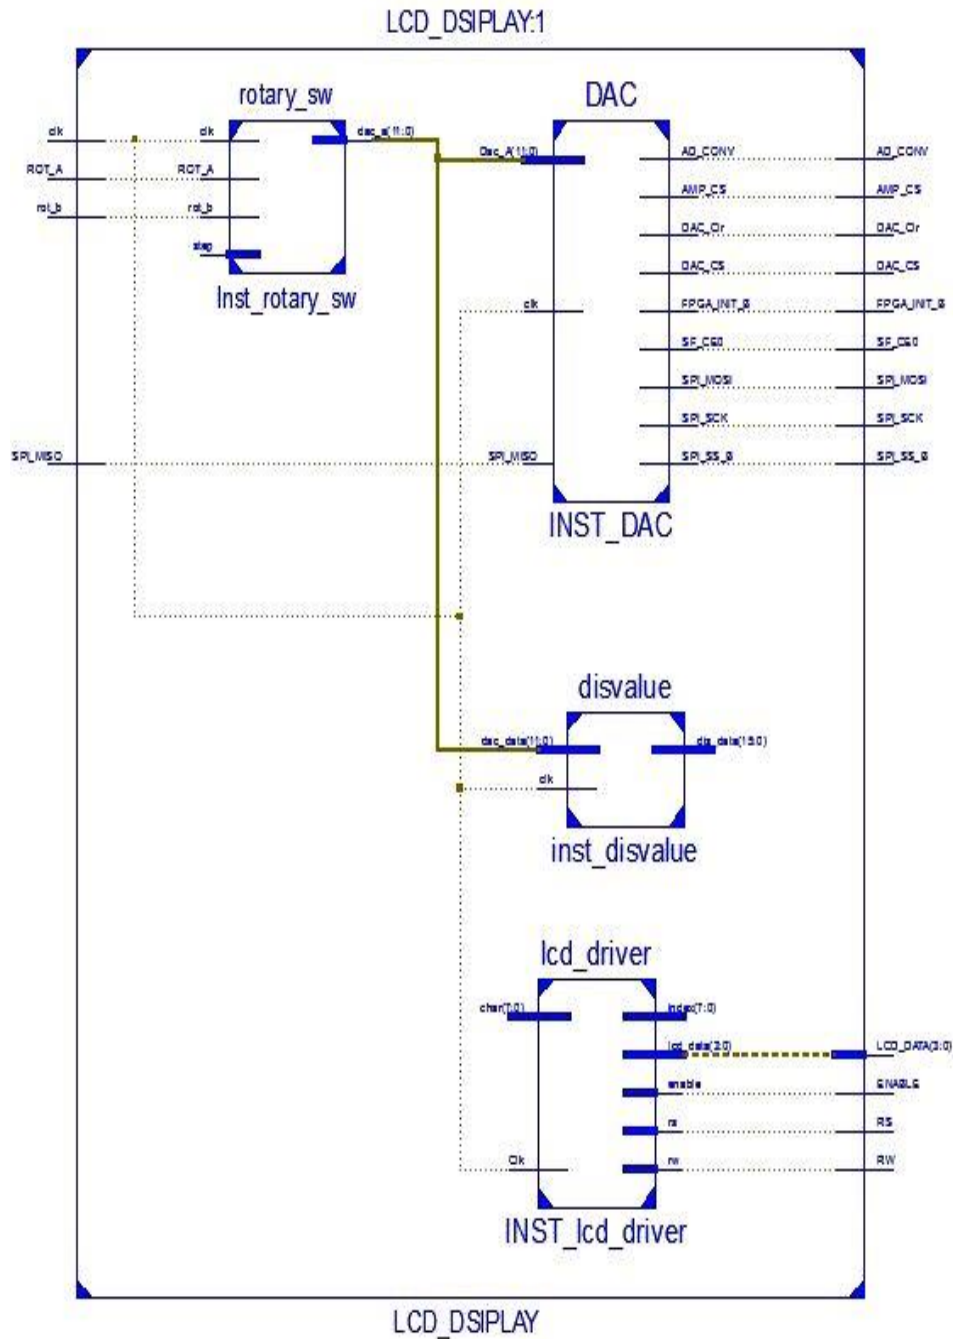 LCD_DSIPLAY:1
rotary_sw
DAC
clk
clk
dac_a(11:0)
Dac_A(11:0)
AD_CONV
AD_CONV
ROT_A
ROT_A
AMP_CS
AMP_CS
rot_b
rot_b
DAC_Clr
DAC_Clr
DAC_CS
DAC_CS
Inst_rotary_sw
clk
FPGA_INIT_B
FPGA_INIT_B
SF_CE0
SF_CE0
SPI_MOSI
SPI_MOSI
SPI_SCK
SPI_SCK
SPI_MISO
SPI_MISO
SPI_SS_B
SPI_SS_B
INST_DAC
disvalue
dac_data(11:0)
dis_data(15:0)
clk
inst_disvalue
lcd_driver
char(7:0)
index(7:0)
lcd_data(3:0)
LCD_DATA(3:0)
enable
ENABLE
rs
RS
Clk
rw
RW
INST_lcd_driver
LCD_DSIPLAY